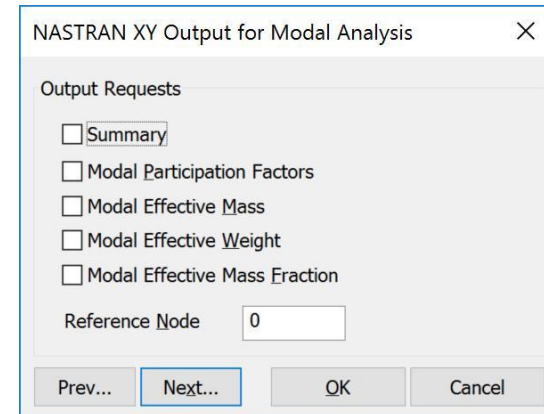 NASTRAN XY Output for Modal Analysis
Output Requests
Summary
Modal Participation Factors
Modal Effective Mass
Modal Effective Weight
Modal Effective Mass Fraction
Reference Node 0
Prev... Next... OK Cancel